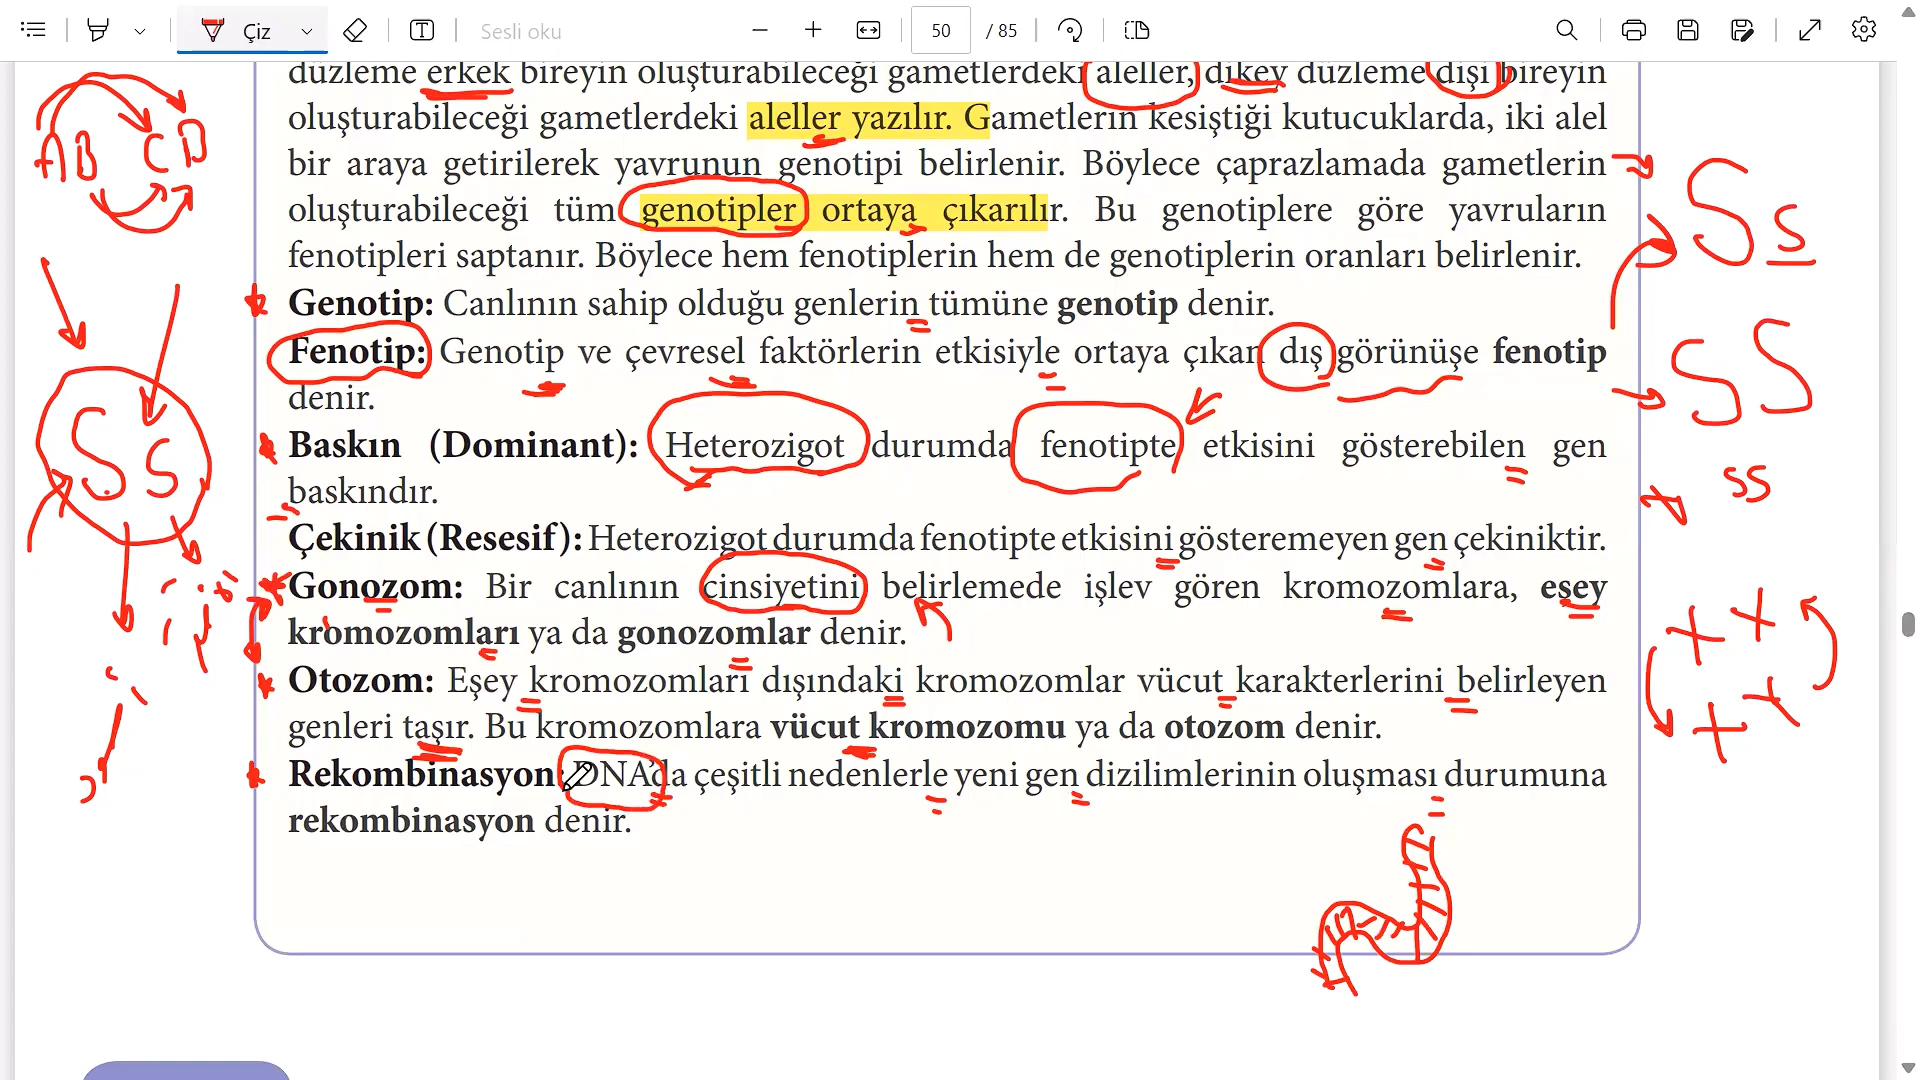 Çiz
Sesli oku
50
/ 85
düzleme erkek bireyin oluşturabileceği gametlerdeki aleller, dikey düzleme dişi bireyin
oluşturabileceği gametlerdeki aleller yazılır. Gametlerin kesiştiği kutucuklarda, iki alel
bir araya getirilerek yavrunun genotipi belirlenir. Böylece çaprazlamada gametlerin
oluşturabileceği tüm genotipler ortaya çıkarılır. Bu genotiplere göre yavruların
fenotipleri saptanır. Böylece hem fenotiplerin hem de genotiplerin oranları belirlenir.
Genotip: Canlının sahip olduğu genlerin tümüne genotip denir.
Fenotip: Genotip ve çevresel faktörlerin etkisiyle ortaya çıkan dış görünüşe fenotip
denir.
Baskın (Dominant): Heterozigot durumda fenotipte etkisini gösterebilen gen
baskındır.
Çekinik (Resesif): Heterozigot durumda fenotipte etkisini gösteremeyen gen çekiniktir.
Gonozom: Bir canlının cinsiyetini belirlemede işlev gören kromozomlara, eşey
kromozomları ya da gonozomlar denir.
Otozom: Eşey kromozomları dışındaki kromozomlar vücut karakterlerini belirleyen
genleri taşır. Bu kromozomlara vücut kromozomu ya da otozom denir.
Rekombinasyon: DNA'da çeşitli nedenlerle yeni gen dizilimlerinin oluşması durumuna
rekombinasyon denir.
AB CD
Ss
Ss
SS
ss